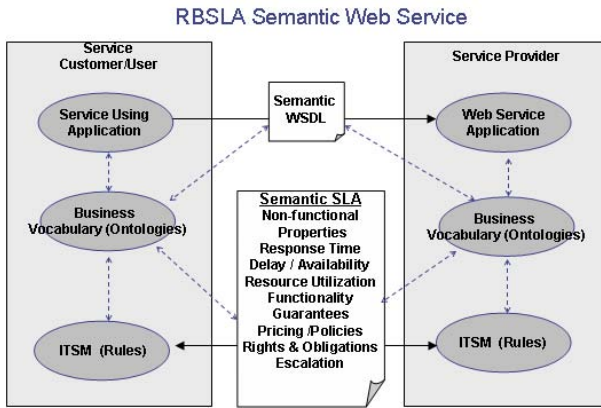 RBSLA Semantic Web Service
Service
Customer/User
Service Using
Application
Business
Vocabulary (Ontologies)
ITSM (Rules)
Semantic
WSDL
Semantic SLA
Non-functional
Properties
Response Time
Delay / Availability
Resource Utilization
Functionality
Guarantees
Pricing /Policies
Rights & Obligations
Escalation
Service Provider
Web Service
Application
Business
Vocabulary (Ontologies)
ITSM (Rules)